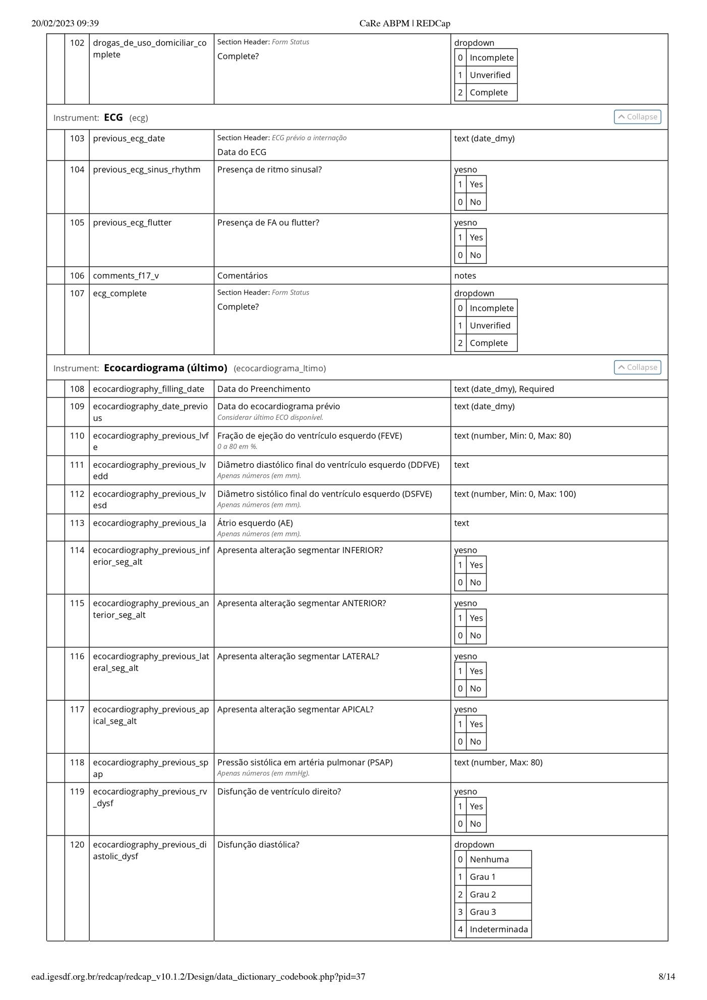 20/02/2023 09:39 CaRe ABPM | REDCap
102 drogas_de_uso_domiciliar_co Section Header: Form Status dropdown
mplete Complete?
0 Incomplete
1 Unverified
2 Complete
Instrument: ECG (ecg) Collapse
103 previous_ecg_date Section Header: ECG prévio a internação text (date_dmy)
Data do ECG
104 previous_ecg_sinus_rhythm Presença de ritmo sinusal? yesno
1 Yes
0 No
105 previous_ecg_flutter Presença de FA ou flutter? yesno
1 Yes
0 No
106 comments_f17_v Comentários notes
107 ecg_complete Section Header: Form Status dropdown
Complete?
0 Incomplete
1 Unverified
2 Complete
Instrument: Ecocardiograma (último) (ecocardiograma_ltimo) Collapse
108 ecocardiography_filling_date Data do Preenchimento text (date_dmy), Required
109 ecocardiography_date_previo Data do ecocardiograma prévio text (date_dmy)
us Considerar último ECO disponível.
110 ecocardiography_previous_lvf Fração de ejeção do ventrículo esquerdo (FEVE) text (number, Min: 0, Max: 80)
e 0 a 80 em %.
111 ecocardiography_previous_lv Diâmetro diastólico final do ventrículo esquerdo (DDFVE) text
edd Apenas números (em mm).
112 ecocardiography_previous_lv Diâmetro sistólico final do ventrículo esquerdo (DSFVE) text (number, Min: 0, Max: 100)
esd Apenas números (em mm).
113 ecocardiography_previous_la Átrio esquerdo (AE) text
Apenas números (em mm).
114 ecocardiography_previous_inf Apresenta alteração segmentar INFERIOR? yesno
erior_seg_alt
1 Yes
0 No
115 ecocardiography_previous_an Apresenta alteração segmentar ANTERIOR? yesno
terior_seg_alt
1 Yes
0 No
116 ecocardiography_previous_lat Apresenta alteração segmentar LATERAL? yesno
eral_seg_alt
1 Yes
0 No
117 ecocardiography_previous_ap Apresenta alteração segmentar APICAL? yesno
ical_seg_alt
1 Yes
0 No
118 ecocardiography_previous_sp Pressão sistólica em artéria pulmonar (PSAP) text (number, Max: 80)
ap Apenas números (em mmHg).
119 ecocardiography_previous_rv Disfunção de ventrículo direito? yesno
_dysf
1 Yes
0 No
120 ecocardiography_previous_di Disfunção diastólica? dropdown
astolic_dysf
0 Nenhuma
1 Grau 1
2 Grau 2
3 Grau 3
4 Indeterminada
ead.igesdf.org.br/redcap/redcap_v10.1.2/Design/data_dictionary_codebook.php?pid=37 8/14